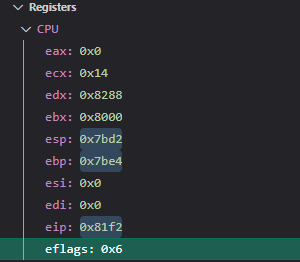 Registers
CPU
eax: 0x0
ecx: 0x14
edx: 0x8288
ebx: 0x8000
esp: 0x7bd2
ebp: 0x7be4
esi: 0x0
edi: 0x0
eip: 0x81f2
eflags: 0x6